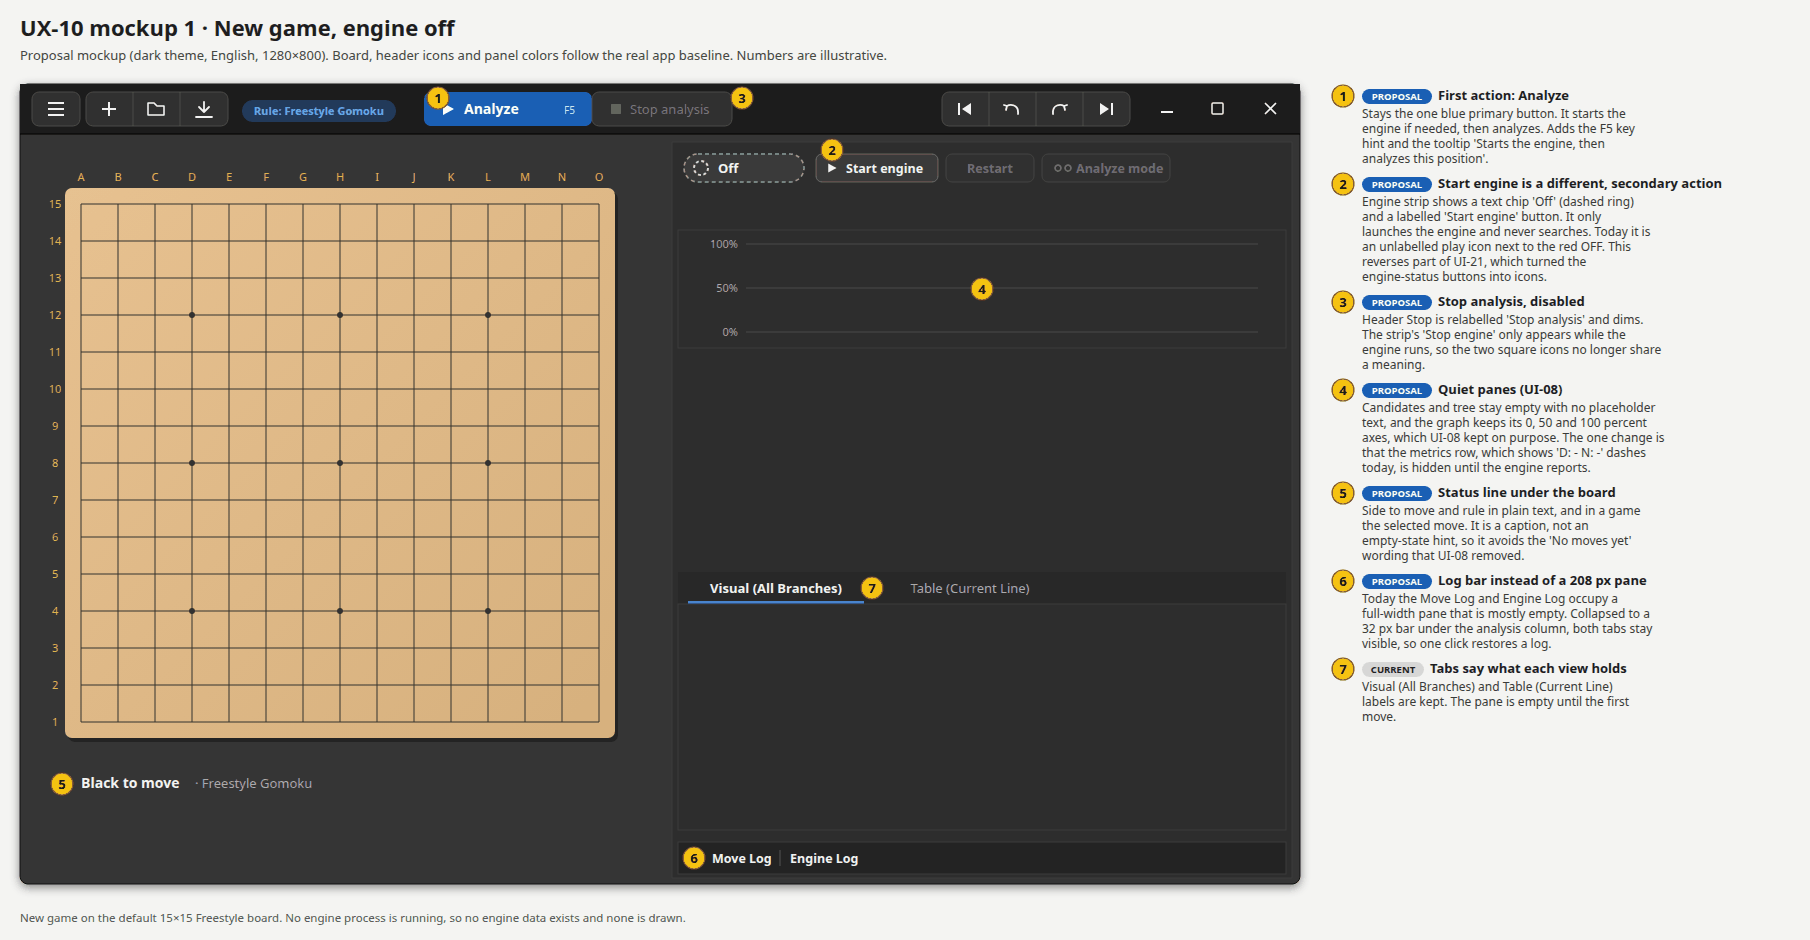 UX-10 mockup 1 · New game, engine off
Proposal mockup (dark theme, English, 1280×800). Board, header icons and panel colors follow the real app baseline. Numbers are illustrative.
Rule: Freestyle Gomoku
1
Analyze
F5
Stop analysis
3
2
Off
Start engine
Restart
Analyze mode
A B C D E F G H I J K L M N O
15
14
13
12
11
10
9
8
7
6
5
4
3
2
1
100%
50%
4
0%
Visual (All Branches)
7
Table (Current Line)
5
Black to move
· Freestyle Gomoku
6
Move Log
Engine Log
1 PROPOSAL First action: Analyze
Stays the one blue primary button. It starts the
engine if needed, then analyzes. Adds the F5 key
hint and the tooltip 'Starts the engine, then
analyzes this position'.
2 PROPOSAL Start engine is a different, secondary action
Engine strip shows a text chip 'Off' (dashed ring)
and a labelled 'Start engine' button. It only
launches the engine and never searches. Today it is
an unlabelled play icon next to the red OFF. This
reverses part of UI-21, which turned the
engine-status buttons into icons.
3 PROPOSAL Stop analysis, disabled
Header Stop is relabelled 'Stop analysis' and dims.
The strip's 'Stop engine' only appears while the
engine runs, so the two square icons no longer share
a meaning.
4 PROPOSAL Quiet panes (UI-08)
Candidates and tree stay empty with no placeholder
text, and the graph keeps its 0, 50 and 100 percent
axes, which UI-08 kept on purpose. The one change is
that the metrics row, which shows 'D: - N: -' dashes
today, is hidden until the engine reports.
5 PROPOSAL Status line under the board
Side to move and rule in plain text, and in a game
the selected move. It is a caption, not an
empty-state hint, so it avoids the 'No moves yet'
wording that UI-08 removed.
6 PROPOSAL Log bar instead of a 208 px pane
Today the Move Log and Engine Log occupy a
full-width pane that is mostly empty. Collapsed to a
32 px bar under the analysis column, both tabs stay
visible, so one click restores a log.
7 CURRENT Tabs say what each view holds
Visual (All Branches) and Table (Current Line)
labels are kept. The pane is empty until the first
move.
New game on the default 15×15 Freestyle board. No engine process is running, so no engine data exists and none is drawn.